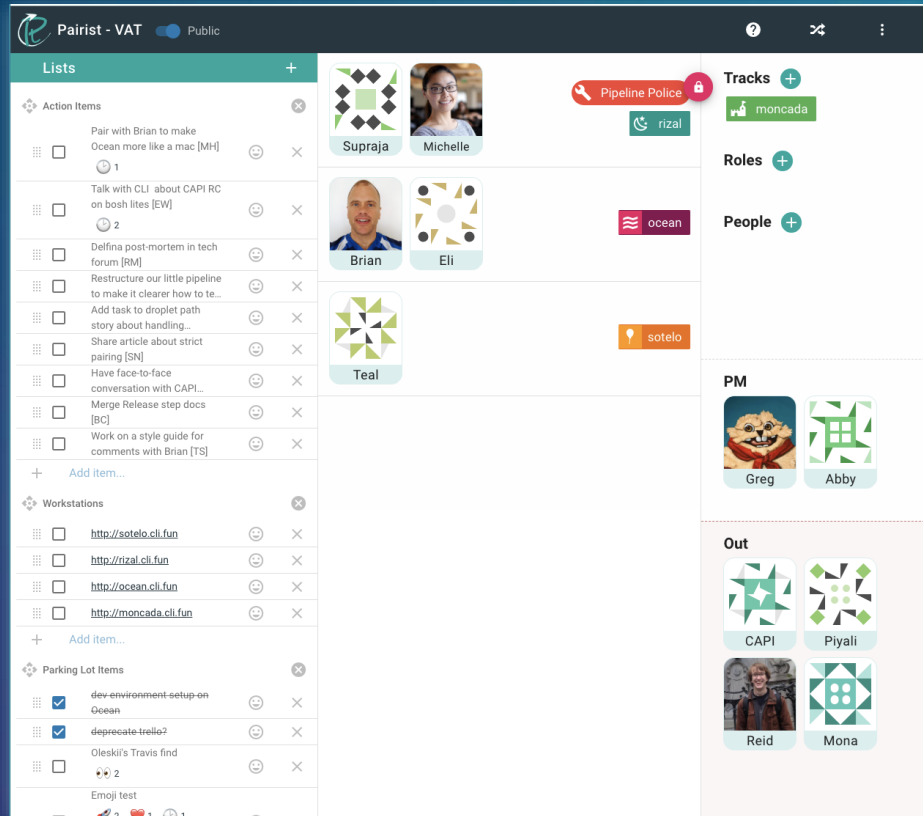 Pairist - VAT
Public
Lists
Action Items
Pair with Brian to make
Ocean more like a mac [MH]
1
Talk with CLI about CAPI RC
on bosh lites [EW]
2
Delfina post-mortem in tech
forum [RM]
Restructure our little pipeline
to make it clearer how to te...
Add task to droplet path
story about handling...
Share article about strict
pairing [SN]
Have face-to-face
conversation with CAPI...
Merge Release step docs
[BC]
Work on a style guide for
comments with Brian [TS]
Add item...
Workstations
http://sotelo.cli.fun
http://rizal.cli.fun
http://ocean.cli.fun
http://moncada.cli.fun
Add item...
Parking Lot Items
dev environment setup on
Ocean
deprecate trello?
Oleskii's Travis find
2
Emoji test
2 1 1
Supraja
Michelle
Pipeline Police
rizal
Brian
Eli
ocean
Teal
sotelo
Tracks
moncada
Roles
People
PM
Greg
Abby
Out
CAPI
Piyali
Reid
Mona